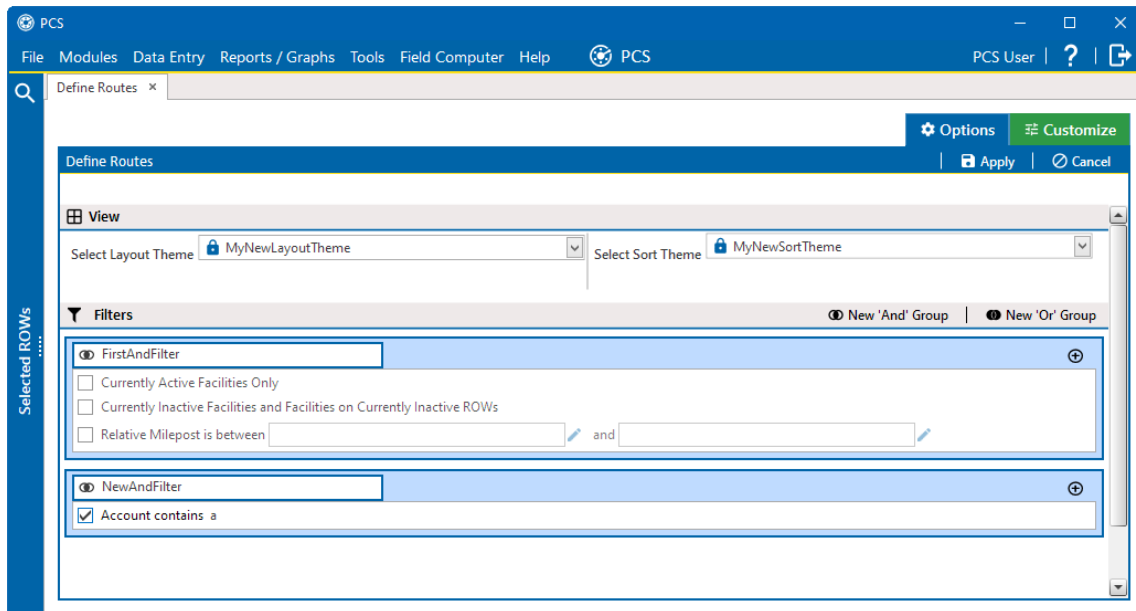 PCS
File Modules Data Entry Reports / Graphs Tools Field Computer Help PCS PCS User | ? |
Define Routes ×
Options Customize
Define Routes | Apply | Cancel
View
Select Layout Theme MyNewLayoutTheme Select Sort Theme MyNewSortTheme
Selected ROWs
Filters New 'And' Group | New 'Or' Group
FirstAndFilter
Currently Active Facilities Only
Currently Inactive Facilities and Facilities on Currently Inactive ROWs
Relative Milepost is between and
NewAndFilter
Account contains a